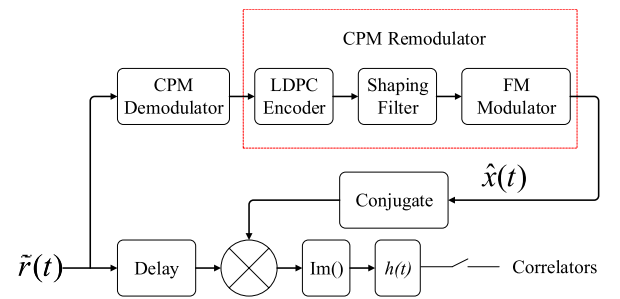 CPM Remodulator
CPM
Demodulator
LDPC
Encoder
Shaping
Filter
FM
Modulator
x̂(t)
Conjugate
r̃(t)
Delay
Im()
h(t)
Correlators